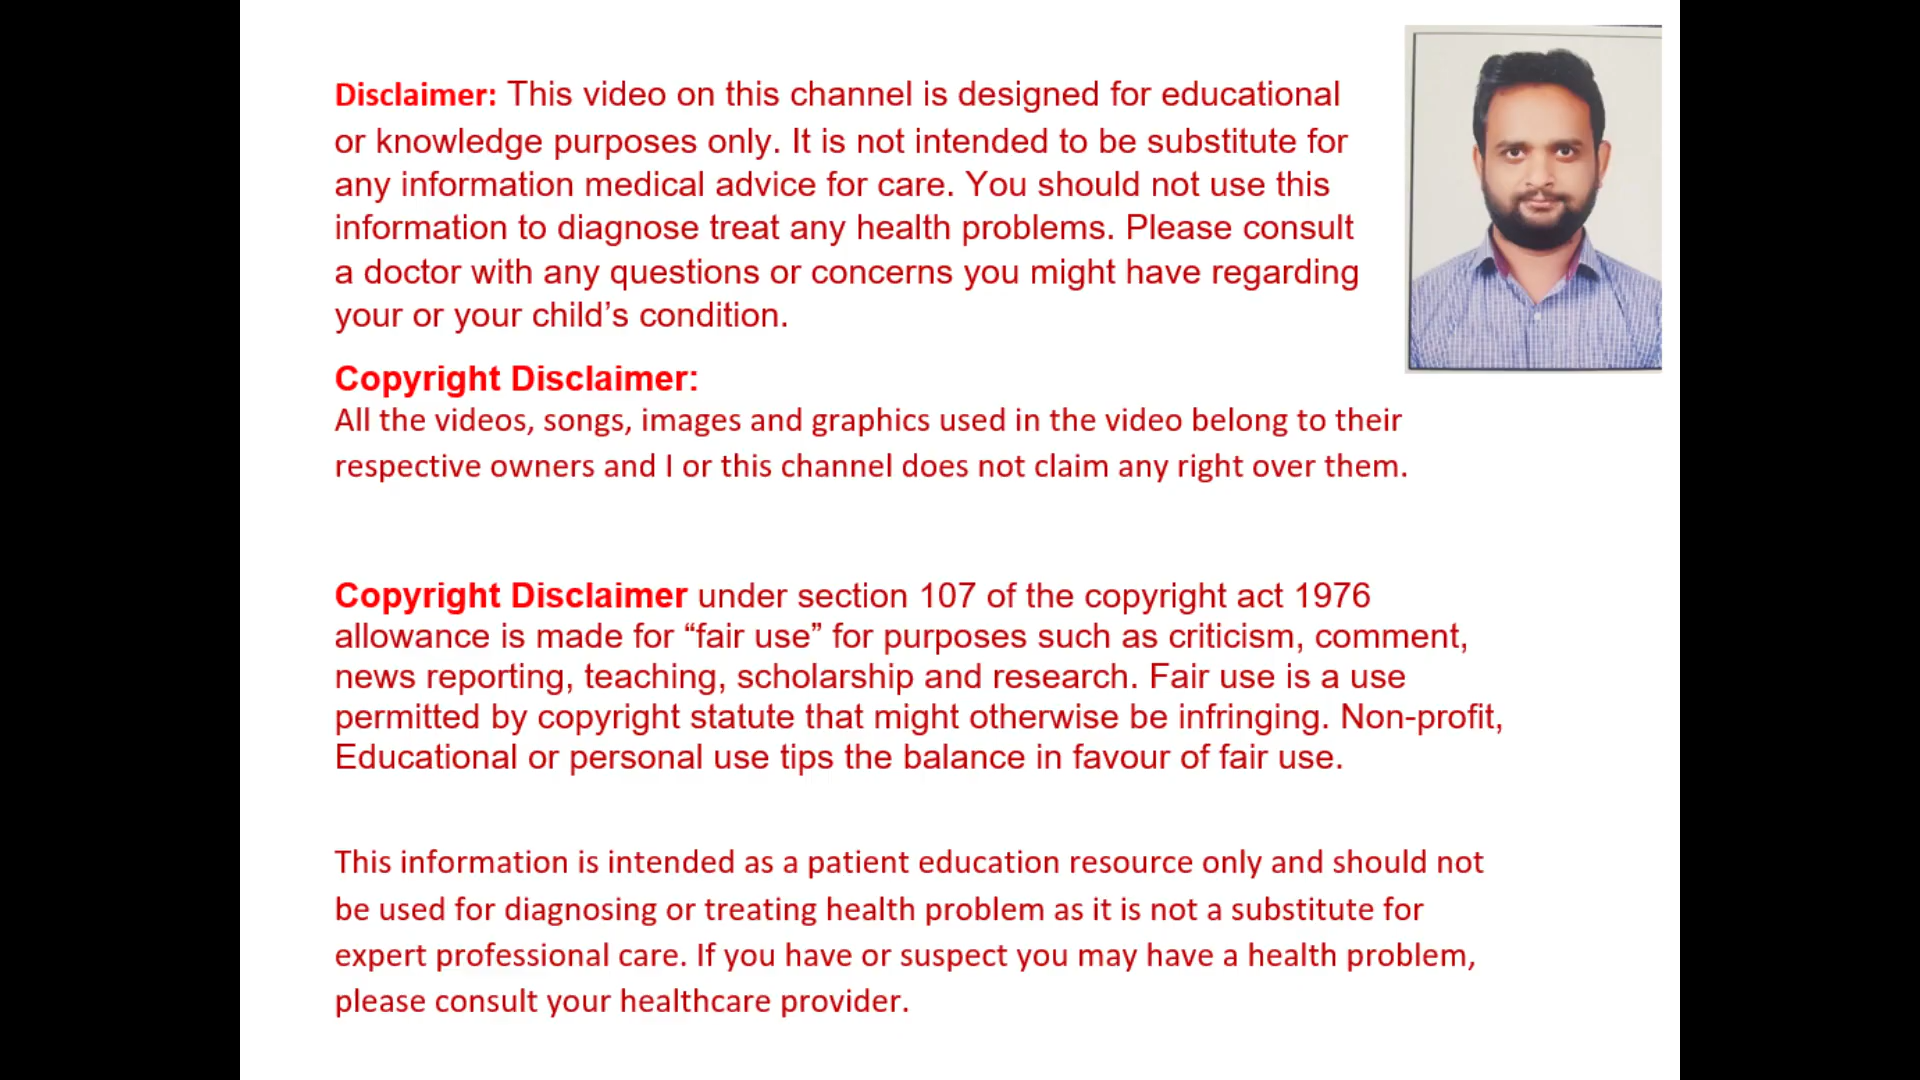 Disclaimer: This video on this channel is designed for educational
or knowledge purposes only. It is not intended to be substitute for
any information medical advice for care. You should not use this
information to diagnose treat any health problems. Please consult
a doctor with any questions or concerns you might have regarding
your or your child’s condition.
Copyright Disclaimer:
All the videos, songs, images and graphics used in the video belong to their
respective owners and I or this channel does not claim any right over them.
Copyright Disclaimer under section 107 of the copyright act 1976
allowance is made for “fair use” for purposes such as criticism, comment,
news reporting, teaching, scholarship and research. Fair use is a use
permitted by copyright statute that might otherwise be infringing. Non-profit,
Educational or personal use tips the balance in favour of fair use.
This information is intended as a patient education resource only and should not
be used for diagnosing or treating health problem as it is not a substitute for
expert professional care. If you have or suspect you may have a health problem,
please consult your healthcare provider.